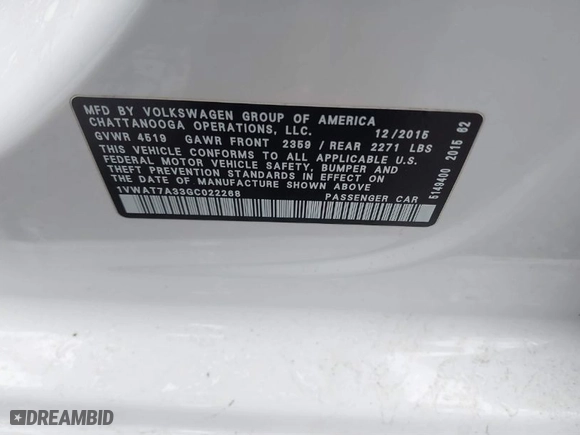 MFD BY VOLKSWAGEN GROUP OF AMERICA
CHATTANOOGA OPERATIONS, LLC. 12/2015
GVWR 4519 GAWR FRONT 2359 / REAR 2271 LBS
THIS VEHICLE CONFORMS TO ALL APPLICABLE U.S.
FEDERAL MOTOR VEHICLE SAFETY, BUMPER AND
THEFT PREVENTION STANDARDS IN EFFECT ON
THE DATE OF MANUFACTURE SHOWN ABOVE
1VWAT7A33GC022268 PASSENGER CAR
5149400 2015 62
DREAMBID